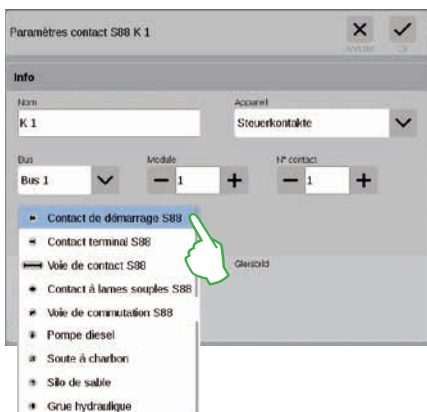 Paramètres contact S88 K 1
Annuler OK
Info
Nom Appareil
K 1 Steuerkontakte
Bus Module N° contact
Bus 1 1 1
Contact de démarrage S88
Contact terminal S88
Voie de contact S88 Gleisbild
Contact à lames souples S88
Voie de commutation S88
Pompe diesel
Soute à charbon
Silo de sable
Grue hydraulique